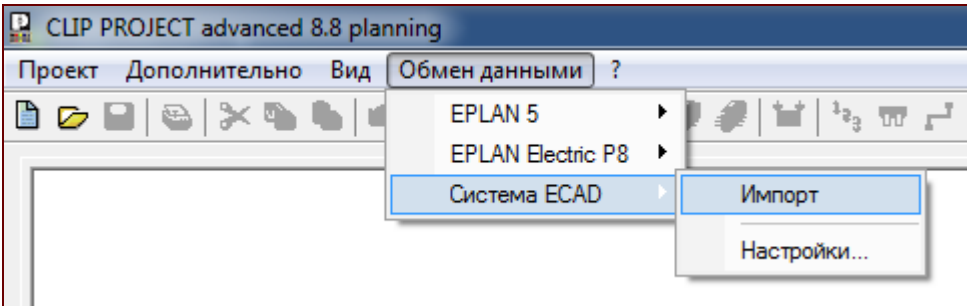 CLIP PROJECT advanced 8.8 planning
Проект Дополнительно Вид Обмен данными ?
EPLAN 5
EPLAN Electric P8
Система ECAD
Импорт
Настройки...